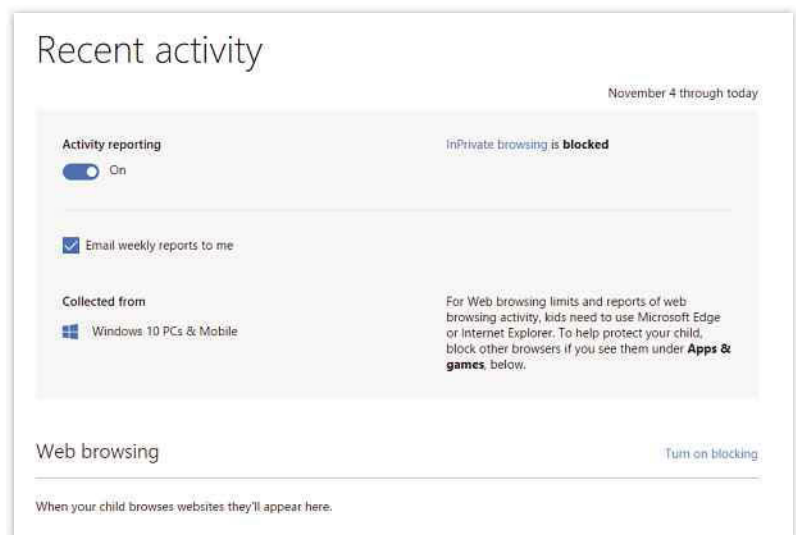 Recent activity
November 4 through today
Activity reporting
On
InPrivate browsing is blocked
Email weekly reports to me
Collected from
Windows 10 PCs & Mobile
For Web browsing limits and reports of web
browsing activity, kids need to use Microsoft Edge
or Internet Explorer. To help protect your child,
block other browsers if you see them under Apps &
games, below.
Web browsing
Turn on blocking
When your child browses websites they'll appear here.